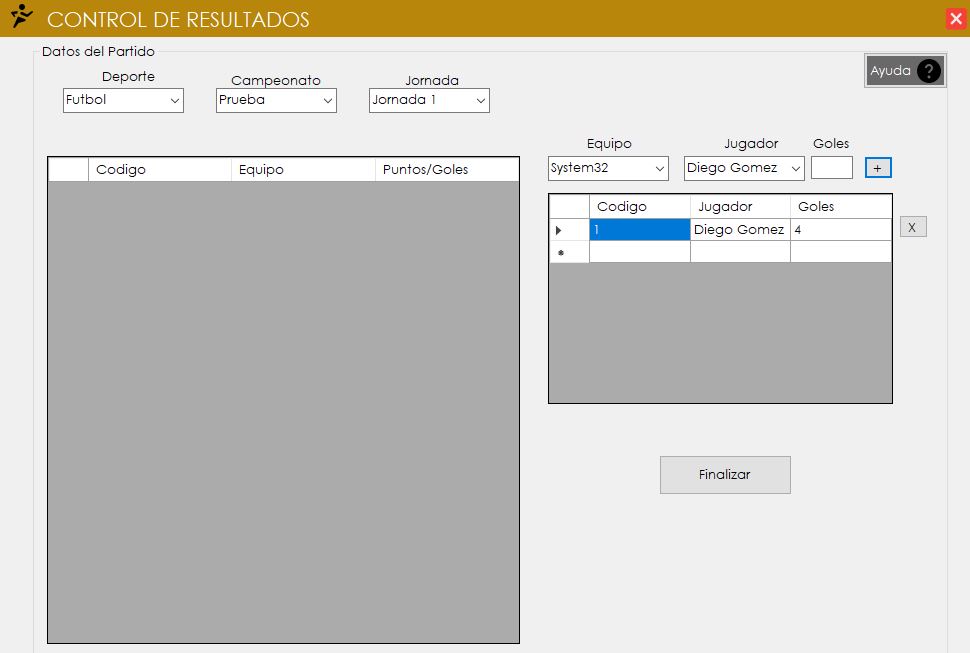 CONTROL DE RESULTADOS
Datos del Partido
Deporte Campeonato Jornada
Futbol Prueba Jornada 1
Ayuda ?
Codigo Equipo Puntos/Goles
Equipo Jugador Goles
System32 Diego Gomez +
Codigo Jugador Goles
1 Diego Gomez 4
X
Finalizar